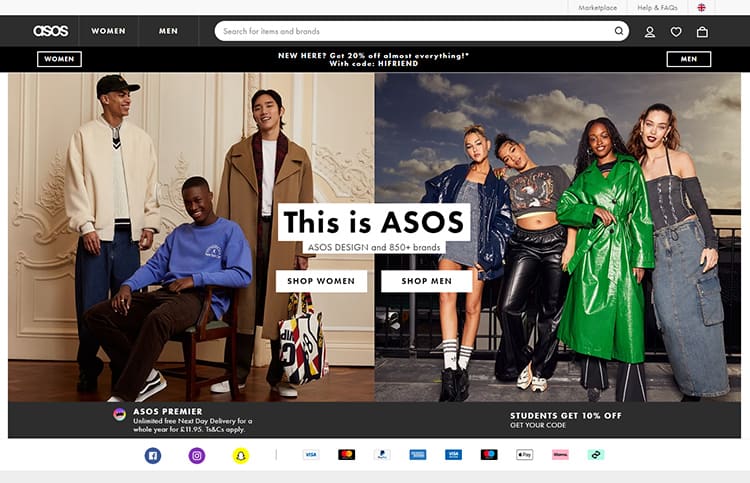 Marketplace
Help & FAQs
asos
WOMEN
MEN
Search for items and brands
WOMEN
NEW HERE? Get 20% off almost everything!*
With code: HIFRIEND
MEN
This is ASOS
ASOS DESIGN and 850+ brands
SHOP WOMEN
SHOP MEN
ASOS PREMIER
Unlimited free Next Day Delivery for a
whole year for £11.95. Ts&Cs apply.
STUDENTS GET 10% OFF
GET YOUR CODE
VISA
PayPal
VISA
Pay
Klarna.